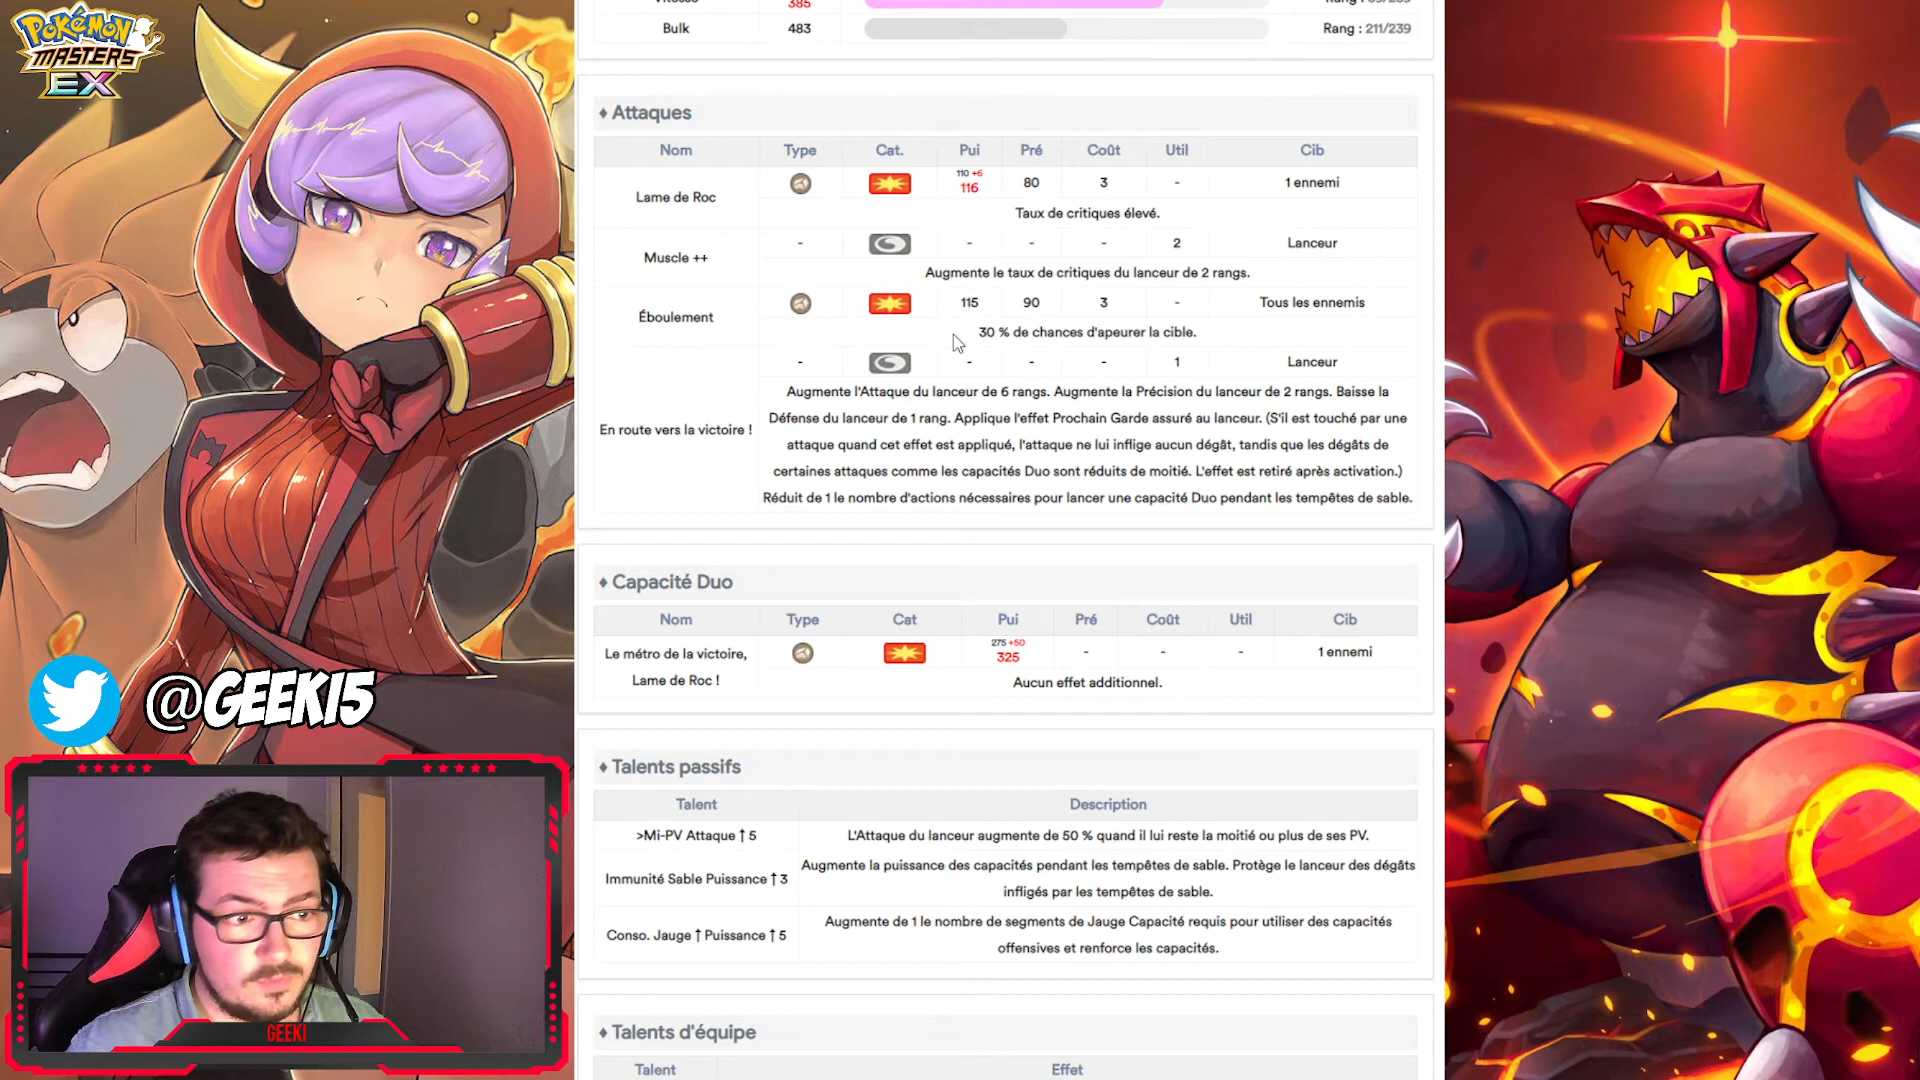 Pokémon
MASTERS
EX
385
Bulk 483 Rang : 211/239
♦ Attaques
Nom Type Cat. Pui Pré Coût Util Cib
Lame de Roc 110 +6 116 80 3 - 1 ennemi
Taux de critiques élevé.
Muscle ++ - - - - 2 Lanceur
Augmente le taux de critiques du lanceur de 2 rangs.
Éboulement 115 90 3 - Tous les ennemis
30 % de chances d'apeurer la cible.
- - - - 1 Lanceur
En route vers la victoire !
Augmente l'Attaque du lanceur de 6 rangs. Augmente la Précision du lanceur de 2 rangs. Baisse la
Défense du lanceur de 1 rang. Applique l'effet Prochain Garde assuré au lanceur. (S'il est touché par une
attaque quand cet effet est appliqué, l'attaque ne lui inflige aucun dégât, tandis que les dégâts de
certaines attaques comme les capacités Duo sont réduits de moitié. L'effet est retiré après activation.)
Réduit de 1 le nombre d'actions nécessaires pour lancer une capacité Duo pendant les tempêtes de sable.
♦ Capacité Duo
Nom Type Cat Pui Pré Coût Util Cib
Le métro de la victoire,
Lame de Roc !
275 +50
325 - - - 1 ennemi
Aucun effet additionnel.
♦ Talents passifs
Talent Description
>Mi-PV Attaque ↑ 5 L'Attaque du lanceur augmente de 50 % quand il lui reste la moitié ou plus de ses PV.
Immunité Sable Puissance ↑ 3
Augmente la puissance des capacités pendant les tempêtes de sable. Protège le lanceur des dégâts
infligés par les tempêtes de sable.
Conso. Jauge ↑ Puissance ↑ 5
Augmente de 1 le nombre de segments de Jauge Capacité requis pour utiliser des capacités
offensives et renforce les capacités.
♦ Talents d'équipe
Talent Effet
@GEEKI5
GEEKI